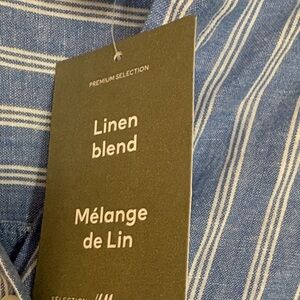 PREMIUM SELECTION
Linen
blend
Mélange
de Lin